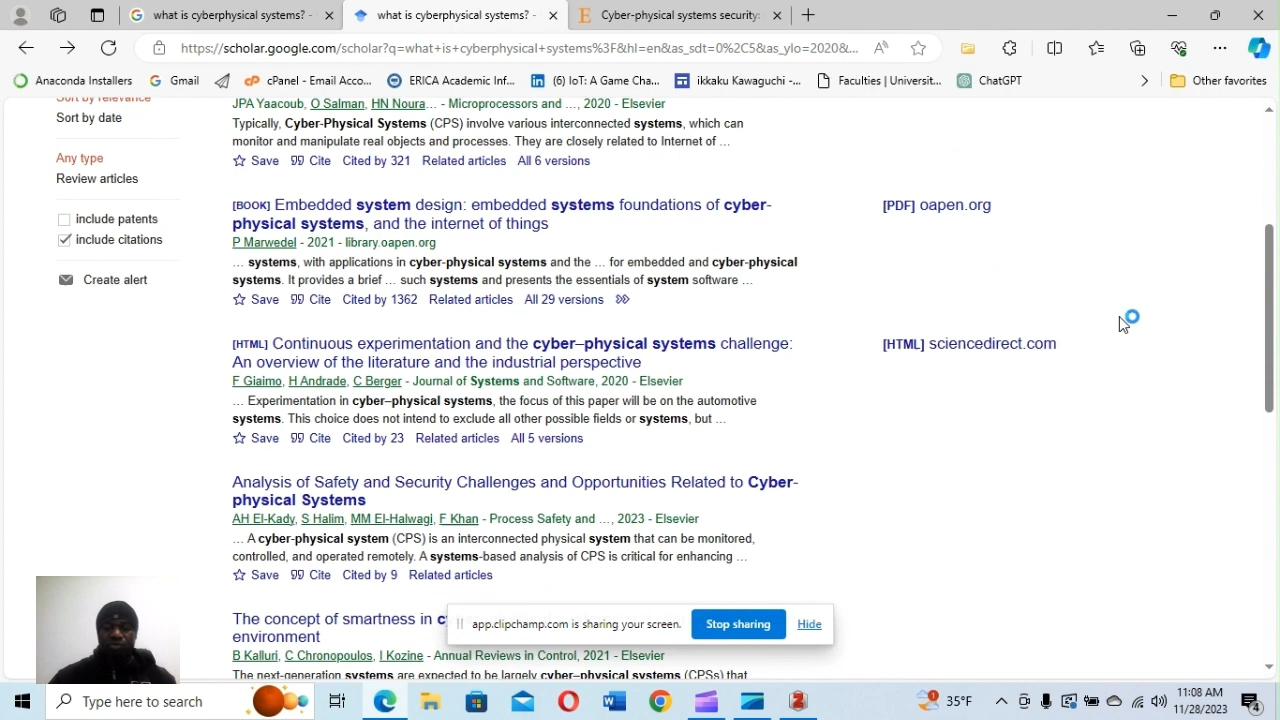 what is cyberphysical systems? -
what is cyberphysical systems? -
Cyber-physical systems security:
https://scholar.google.com/scholar?q=what+is+cyberphysical+systems%3F&hl=en&as_sdt=0%2C5&as_ylo=2020&...
Anaconda Installers
Gmail
cPanel - Email Acco...
ERICA Academic Inf...
(6) IoT: A Game Cha...
ikkaku Kawaguchi -...
Faculties | Universit...
ChatGPT
Other favorites
Sort by relevance
Sort by date
Any type
Review articles
include patents
include citations
Create alert
JPA Yaacoub, O Salman, HN Noura... - Microprocessors and ..., 2020 - Elsevier
Typically, Cyber-Physical Systems (CPS) involve various interconnected systems, which can
monitor and manipulate real objects and processes. They are closely related to Internet of ...
Save Cite Cited by 321 Related articles All 6 versions
[BOOK] Embedded system design: embedded systems foundations of cyber-
physical systems, and the internet of things
[PDF] oapen.org
P Marwedel - 2021 - library.oapen.org
... systems, with applications in cyber-physical systems and the ... for embedded and cyber-physical
systems. It provides a brief ... such systems and presents the essentials of system software ...
Save Cite Cited by 1362 Related articles All 29 versions
[HTML] Continuous experimentation and the cyber–physical systems challenge:
An overview of the literature and the industrial perspective
[HTML] sciencedirect.com
F Giaimo, H Andrade, C Berger - Journal of Systems and Software, 2020 - Elsevier
... Experimentation in cyber–physical systems, the focus of this paper will be on the automotive
systems. This choice does not intend to exclude all other possible fields or systems, but ...
Save Cite Cited by 23 Related articles All 5 versions
Analysis of Safety and Security Challenges and Opportunities Related to Cyber-
physical Systems
AH El-Kady, S Halim, MM El-Halwagi, F Khan - Process Safety and ..., 2023 - Elsevier
... A cyber-physical system (CPS) is an interconnected physical system that can be monitored,
controlled, and operated remotely. A systems-based analysis of CPS is critical for enhancing ...
Save Cite Cited by 9 Related articles
The concept of smartness in
environment
B Kalluri, C Chronopoulos, I Kozine - Annual Reviews in Control, 2021 - Elsevier
The next-generation systems are expected to be largely cyber–physical systems (CPSs) that
app.clipchamp.com is sharing your screen.
Stop sharing
Hide
Type here to search
35°F
11:08 AM
11/28/2023